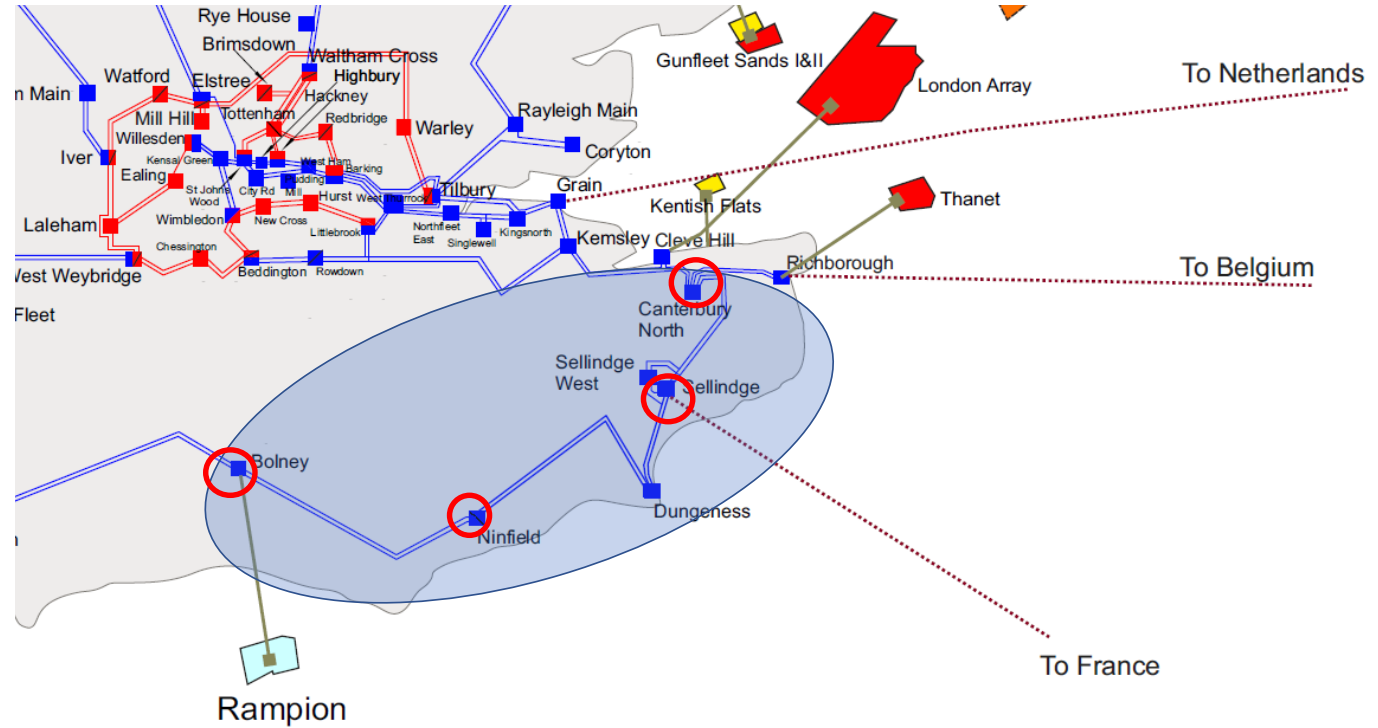 Rye House
Brimsdown
Waltham Cross
Gunfleet Sands I&II
Watford
Elstree
Highbury
Hackney
London Array
To Netherlands
n Main
Mill Hill
Tottenham
Redbridge
Warley
Rayleigh Main
Willesden
Coryton
Iver
Kensal Green
West Ham
Barking
Ealing
St Johns
Wood
City Rd
Pudding
Mill
Hurst
West Thurrock
Tilbury
Grain
Kentish Flats
Thanet
Laleham
Wimbledon
New Cross
Littlebrook
Northfleet
East
Singlewell
Kingsnorth
Chessington
Kemsley
Cleve Hill
West Weybridge
Beddington
Rowdown
Richborough
To Belgium
Fleet
Canterbury
North
Sellindge
West
Sellindge
Bolney
Dungeness
Ninfield
n
To France
Rampion